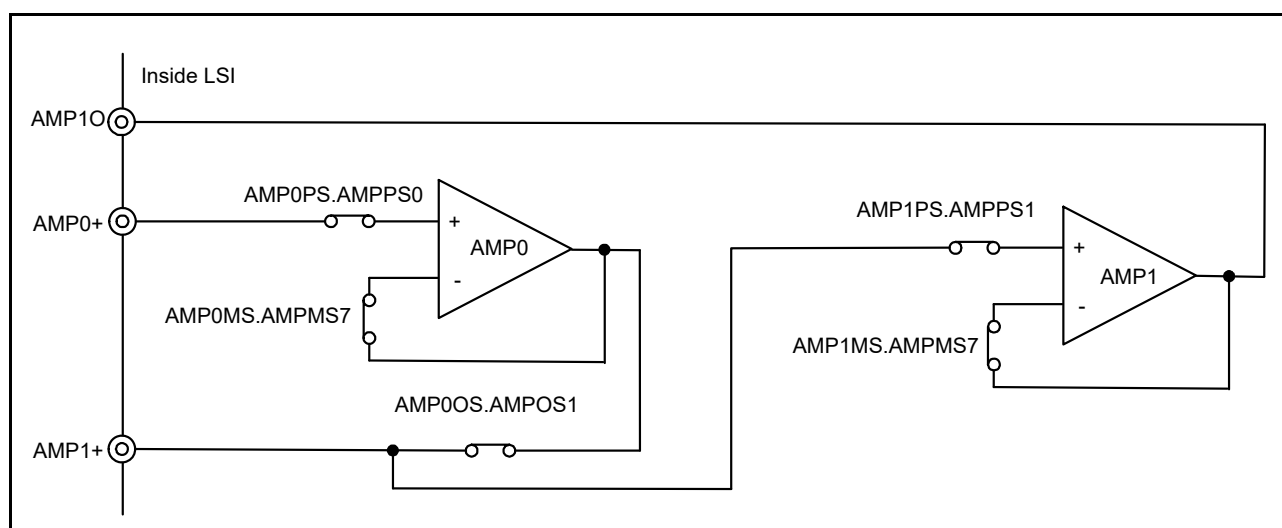 Inside LSI
AMP1O
AMP0PS.AMPPS0
AMP0+
+
AMP0
-
AMP0MS.AMPMS7
AMP0OS.AMPOS1
AMP1+
AMP1PS.AMPPS1
+
AMP1
-
AMP1MS.AMPMS7